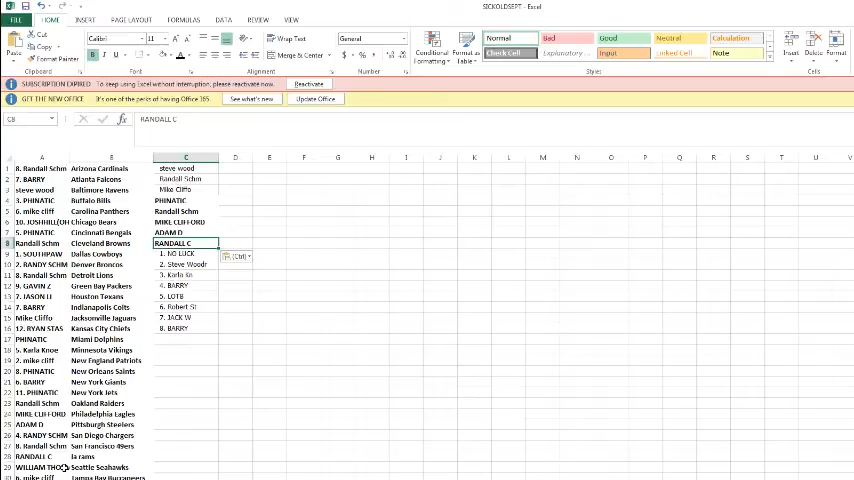 SICKOLDSEPT - Excel
FILE HOME INSERT PAGE LAYOUT FORMULAS DATA REVIEW VIEW
Paste
Cut
Copy
Format Painter
Calibri 11
B I U
Wrap Text
Merge & Center
General
$ % ,
Conditional Formatting
Format as Table
Normal Bad Good Neutral Calculation
Check Cell Explanatory ... Input Linked Cell Note
Insert Delete Format
Clipboard Font Alignment Number Styles Cells
SUBSCRIPTION EXPIRED To keep using Excel without interruption, please reactivate now. Reactivate
GET THE NEW OFFICE It's one of the perks of having Office 365. See what's new Update Office
C8 fx RANDALL C
A B C D E F G H I J K L M N O P Q R S T U V
1 8. Randall Schm Arizona Cardinals steve wood
2 7. BARRY Atlanta Falcons Randall Schm
3 steve wood Baltimore Ravens Mike Cliffo
4 3. PHINATIC Buffalo Bills PHINATIC
5 6. mike cliff Carolina Panthers Randall Schm
6 10. JOSHHILL(OH Chicago Bears MIKE CLIFFORD
7 5. PHINATIC Cincinnati Bengals ADAM D
8 Randall Schm Cleveland Browns RANDALL C
9 1. SOUTHPAW Dallas Cowboys 1. NO LUCK
(Ctrl)
10 2. RANDY SCHM Denver Broncos 2. Steve Woodr
11 8. Randall Schm Detroit Lions 3. Karla Kn
12 9. GAVIN Z Green Bay Packers 4. BARRY
13 7. JASON LI Houston Texans 5. LOTB
14 7. BARRY Indianapolis Colts 6. Robert St
15 Mike Cliffo Jacksonville Jaguars 7. JACK W
16 12. RYAN STAS Kansas City Chiefs 8. BARRY
17 PHINATIC Miami Dolphins
18 5. Karla Knoe Minnesota Vikings
19 2. mike cliff New England Patriots
20 8. PHINATIC New Orleans Saints
21 6. BARRY New York Giants
22 11. PHINATIC New York Jets
23 Randall Schm Oakland Raiders
24 MIKE CLIFFORD Philadelphia Eagles
25 ADAM D Pittsburgh Steelers
26 4. RANDY SCHM San Diego Chargers
27 8. Randall Schm San Francisco 49ers
28 RANDALL C la rams
29 WILLIAM Seattle Seahawks
30 6. mike cliff Tampa Bay Buccaneers